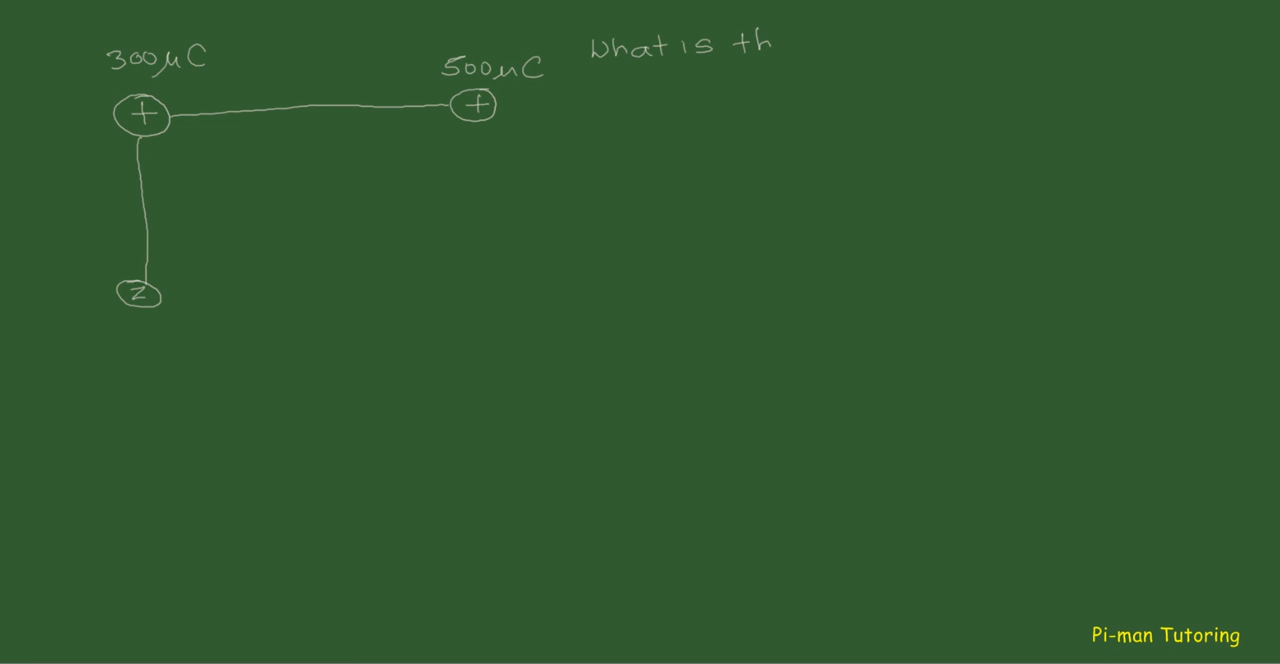 300µC
500µC
What is th
+
+
z
Pi-man Tutoring